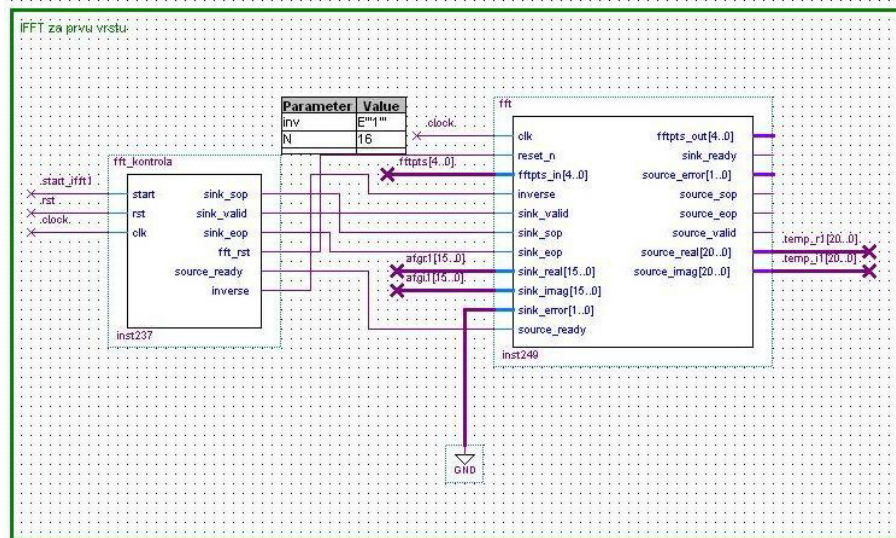 IFFT za prvu vrstu
Parameter Value
inv E"'1'"
N 16
fft_kontrola
start_ifft1
rst
clock
start
rst
clk
sink_sop
sink_valid
sink_eop
fft_rst
source_ready
inverse
inst237
fft
clock
fftpts[4..0]
afgr1[15..0]
afgi1[15..0]
clk
reset_n
fftpts_in[4..0]
inverse
sink_valid
sink_sop
sink_eop
sink_real[15..0]
sink_imag[15..0]
sink_error[1..0]
source_ready
fftpts_out[4..0]
sink_ready
source_error[1..0]
source_sop
source_eop
source_valid
source_real[20..0]
source_imag[20..0]
temp_r1[20..0]
temp_i1[20..0]
inst249
GND